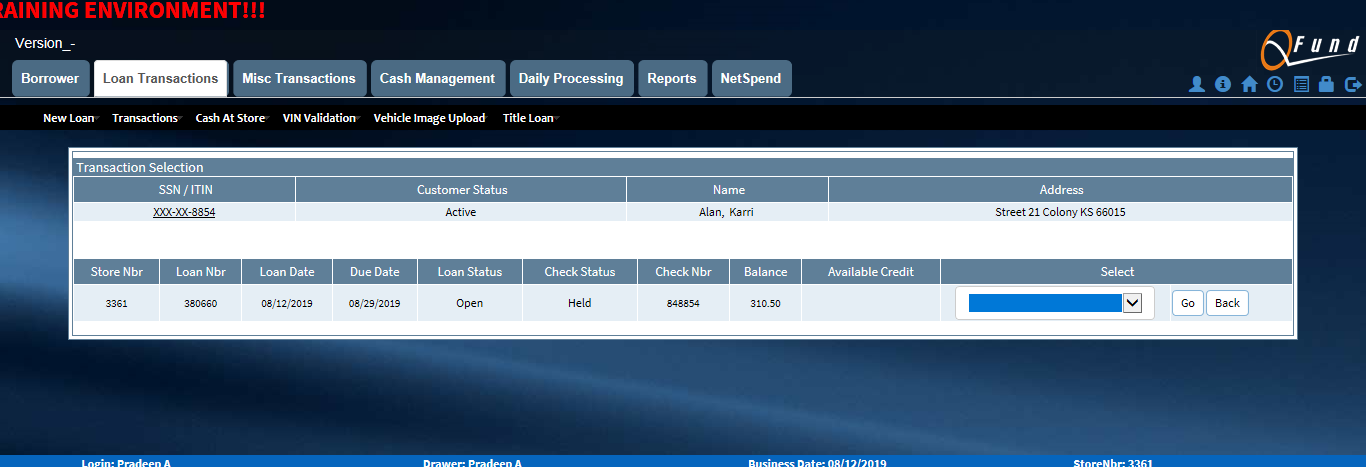 RAINING ENVIRONMENT!!!
Version_-
QFund
Borrower Loan Transactions Misc Transactions Cash Management Daily Processing Reports NetSpend
New Loan Transactions Cash At Store VIN Validation Vehicle Image Upload Title Loan
Transaction Selection
SSN / ITIN Customer Status Name Address
XXX-XX-8854 Active Alan, Karri Street 21 Colony KS 66015
Store Nbr Loan Nbr Loan Date Due Date Loan Status Check Status Check Nbr Balance Available Credit Select
3361 380660 08/12/2019 08/29/2019 Open Held 848854 310.50 Go Back
Login: Pradeep A Drawer: Pradeep A Business Date: 08/12/2019 StoreNbr: 3361